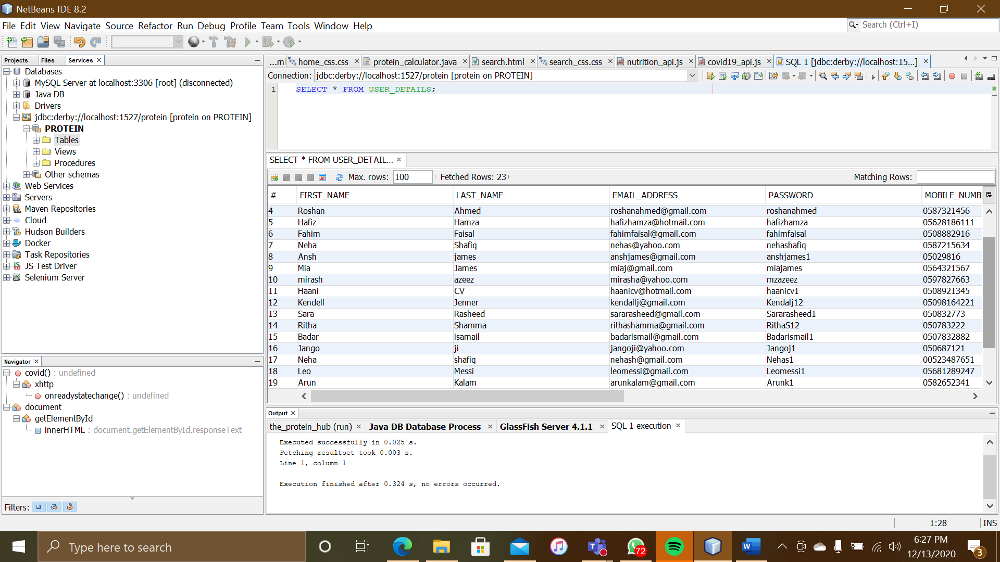 NetBeans IDE 8.2
File Edit View Navigate Source Refactor Run Debug Profile Team Tools Window Help
Search (Ctrl+I)
Projects Files Services
Databases
MySQL Server at localhost:3306 [root] (disconnected)
Java DB
Drivers
jdbc:derby://localhost:1527/protein [protein on PROTEIN]
PROTEIN
Tables
Views
Procedures
Other schemas
Web Services
Servers
Maven Repositories
Cloud
Hudson Builders
Docker
Task Repositories
JS Test Driver
Selenium Server
Navigator
covid() : undefined
xhttp
onreadystatechange() : undefined
document
getElementById
innerHTML : document.getElementById.responseText
Filters:
...ml home_css.css protein_calculator.java search.html search_css.css nutrition_api.js covid19_api.js SQL 1 [jdbc:derby://localhost:15...]
Connection: jdbc:derby://localhost:1527/protein [protein on PROTEIN]
1 SELECT * FROM USER_DETAILS;
SELECT * FROM USER_DETAIL...
Max. rows: 100 Fetched Rows: 23 Matching Rows:
# FIRST_NAME LAST_NAME EMAIL_ADDRESS PASSWORD MOBILE_NUMBE
4 Roshan Ahmed roshanahmed@gmail.com roshanahmed 0587321456
5 Hafiz Hamza hafizhamza@hotmail.com hafizhamza 05628186111
6 Fahim Faisal fahimfaisal@gmail.com fahimfaisal 0508882916
7 Neha Shafiq nehas@yahoo.com nehashafiq 0587215634
8 Ansh james anshjames@gmail.com anshjames1 05029816
9 Mia James miaj@gmail.com miajames 0564321567
10 mirash azeez mirasha@yahoo.com mzazeez 0597827663
11 Haani CV haanicv@hotmail.com haanicv1 0508921345
12 Kendell Jenner kendallj@gmail.com Kendalj12 05098164221
13 Sara Rasheed sararasheed@gmail.com Sararasheed1 050832773
14 Ritha Shamma rithashamma@gmail.com RithaS12 050783222
15 Badar isamail badarismail@gmail.com Badarismail1 0507832882
16 Jango ji jangoji@yahoo.com Jangoj1 050687121
17 Neha shafiq nehash@gmail.com Nehas1 00523487651
18 Leo Messi leomessi@gmail.com Leomessi1 05681289247
19 Arun Kalam arunkalam@gmail.com Arunk1 0582652341
Output
the_protein_hub (run) Java DB Database Process GlassFish Server 4.1.1 SQL 1 execution
Executed successfully in 0.025 s.
Fetching resultset took 0.003 s.
Line 1, column 1
Execution finished after 0.324 s, no errors occurred.
1:28 INS
Type here to search
72
6:27 PM
12/13/2020
3